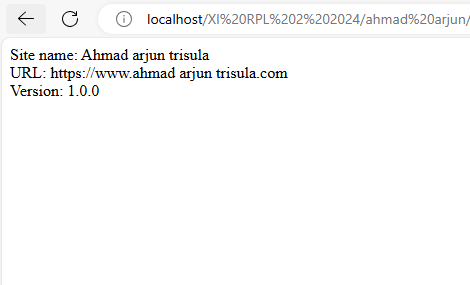 localhost/XI%20RPL%202%202024/ahmad%20arjun/
Site name: Ahmad arjun trisula
URL: https://www.ahmad arjun trisula.com
Version: 1.0.0